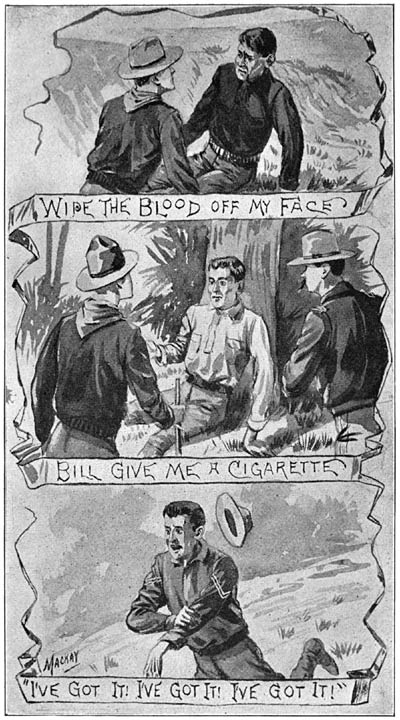 WIPE THE BLOOD OFF MY FACE
BILL GIVE ME A CIGARETTE
MACKAY
"I'VE GOT IT! I'VE GOT IT! I'VE GOT IT!"